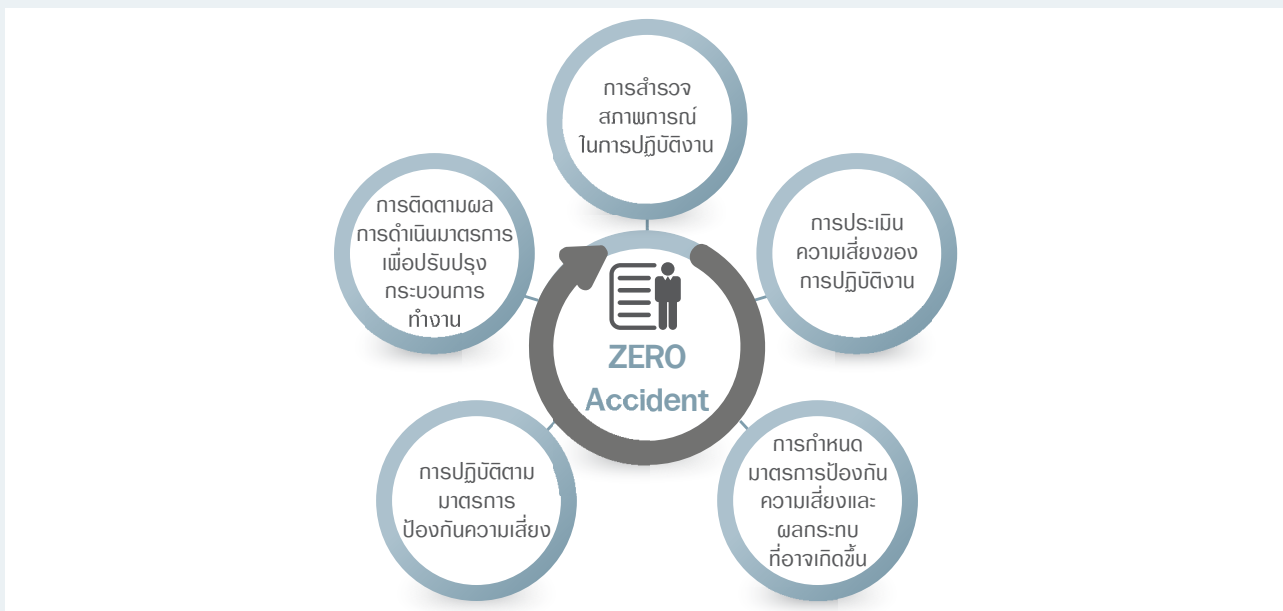 การสำรวจ
สภาพการณ์
ในการปฏิบัติงาน
การประเมิน
ความเสี่ยงของ
การปฏิบัติงาน
การกำหนด
มาตรการป้องกัน
ความเสี่ยงและ
ผลกระทบ
ที่อาจเกิดขึ้น
การปฏิบัติตาม
มาตรการ
ป้องกันความเสี่ยง
การติดตามผล
การดำเนินมาตรการ
เพื่อปรับปรุง
กระบวนการ
ทำงาน
ZERO
Accident